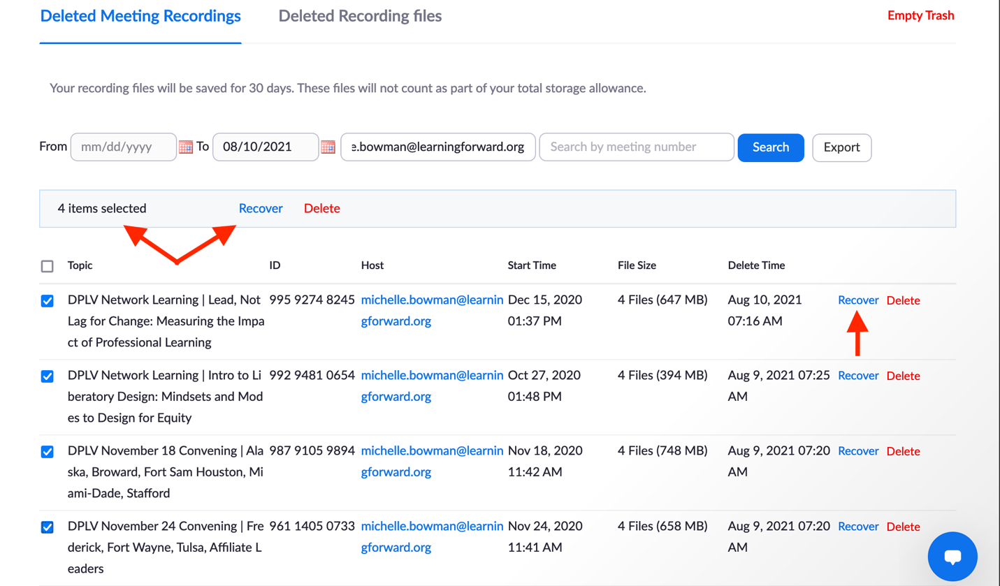 Deleted Meeting Recordings Deleted Recording files Empty Trash
Your recording files will be saved for 30 days. These files will not count as part of your total storage allowance.
From mm/dd/yyyy To 08/10/2021 e.bowman@learningforward.org Search by meeting number Search Export
4 items selected Recover Delete
Topic ID Host Start Time File Size Delete Time
DPLV Network Learning | Lead, Not 995 9274 8245 michelle.bowman@learnin Dec 15, 2020 4 Files (647 MB) Aug 10, 2021 Recover Delete
Lag for Change: Measuring the Impa gforward.org 01:37 PM 07:16 AM
ct of Professional Learning
DPLV Network Learning | Intro to Li 992 9481 0654 michelle.bowman@learnin Oct 27, 2020 4 Files (394 MB) Aug 9, 2021 07:25 Recover Delete
beratory Design: Mindsets and Mod gforward.org 01:48 PM AM
es to Design for Equity
DPLV November 18 Convening | Ala 987 9105 9894 michelle.bowman@learnin Nov 18, 2020 4 Files (748 MB) Aug 9, 2021 07:20 Recover Delete
ska, Broward, Fort Sam Houston, Mi gforward.org 11:42 AM AM
ami-Dade, Stafford
DPLV November 24 Convening | Fre 961 1405 0733 michelle.bowman@learnin Nov 24, 2020 4 Files (658 MB) Aug 9, 2021 07:20 Recover Delete
derick, Fort Wayne, Tulsa, Affiliate L gforward.org 11:41 AM AM
eaders